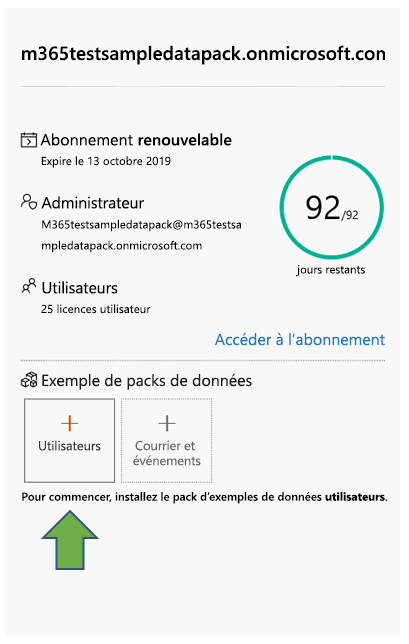 m365testsampledatapack.onmicrosoft.con
Abonnement renouvelable
Expire le 13 octobre 2019
92/92
jours restants
Administrateur
M365testsampledatapack@m365testsa
mpledatapack.onmicrosoft.com
Utilisateurs
25 licences utilisateur
Accéder à l’abonnement
Exemple de packs de données
Utilisateurs
Courrier et
événements
Pour commencer, installez le pack d’exemples de données utilisateurs.